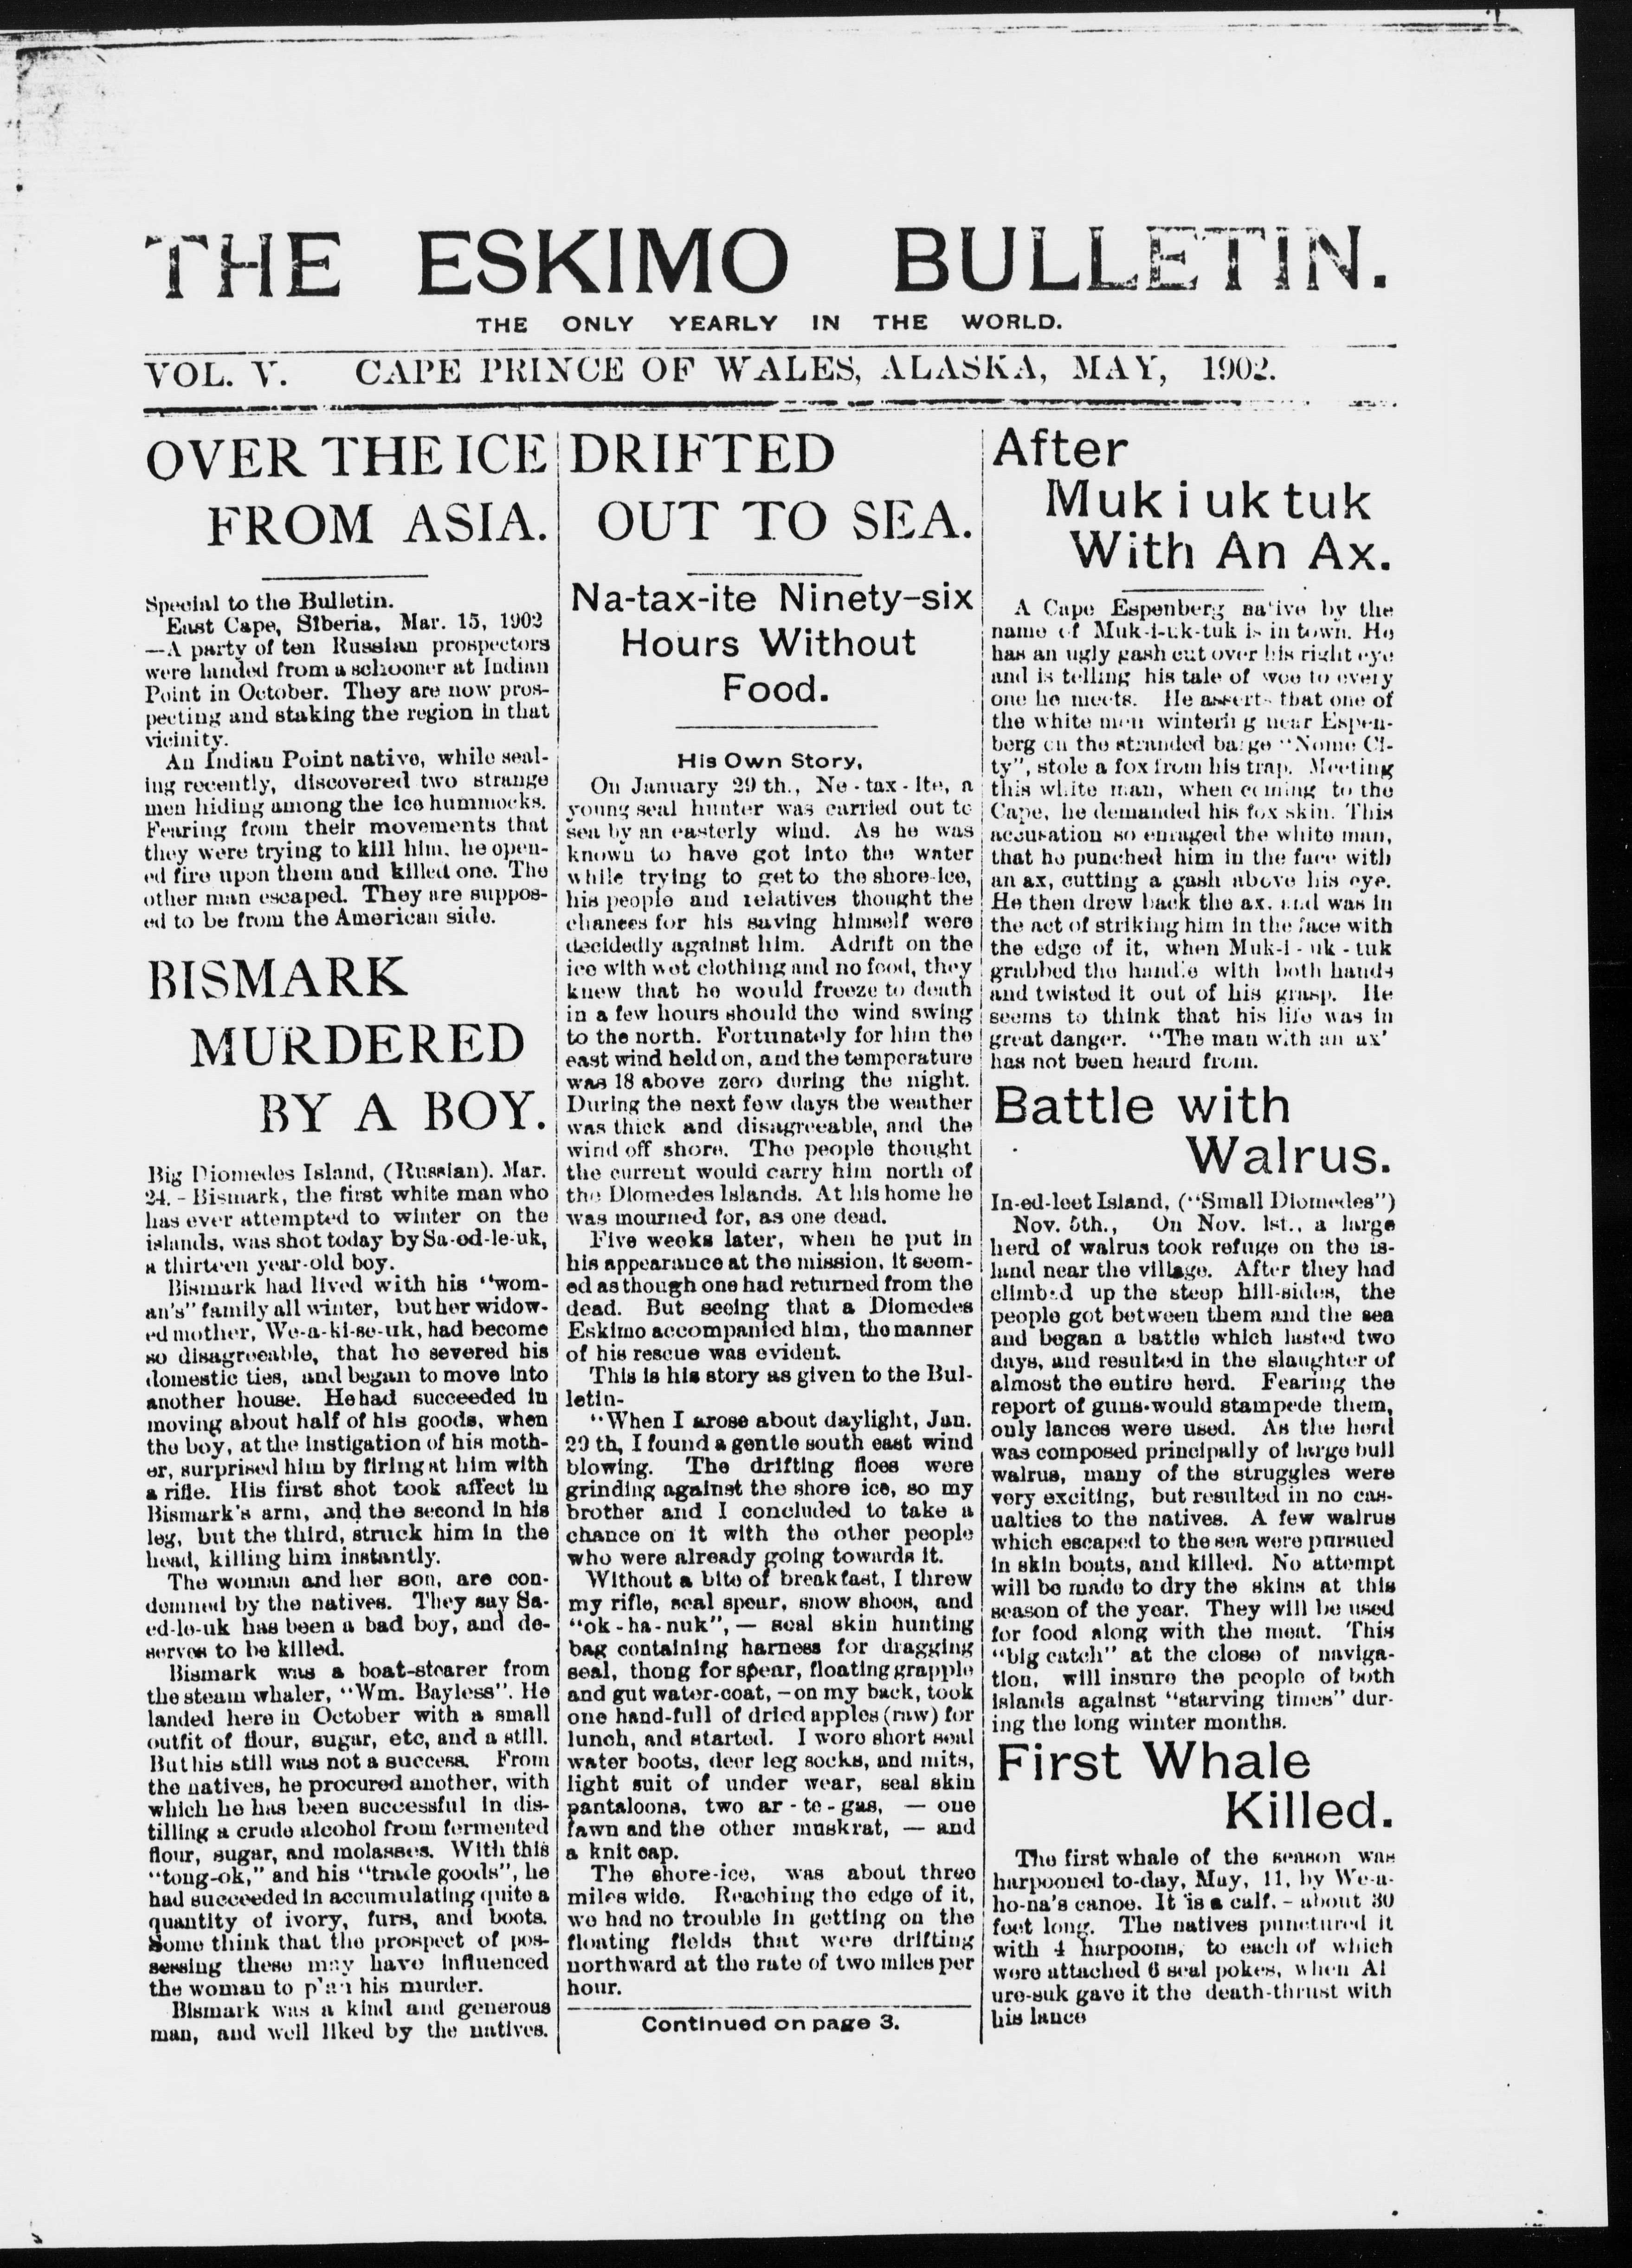 THE ESKIMO BULLETIN.
THE ONLY YEARLY IN THE WORLD.
VOL. V. CAPE PRINCE OF WALES, ALASKA, MAY, 1902.
OVER THE ICE
FROM ASIA.
Special to the Bulletin.
East Cape, Siberia, Mar. 15, 1902
—A party of ten Russian prospectors
were landed from a schooner at Indian
Point in October. They are now pros-
pecting and staking the region in that
vicinity.
An Indian Point native, while seal-
ing recently, discovered two strange
men hiding among the ice hummocks.
Fearing from their movements that
they were trying to kill him, he open-
ed fire upon them and killed one. The
other man escaped. They are suppos-
ed to be from the American side.
BISMARK
MURDERED
BY A BOY.
Big Diomedes Island, (Russian). Mar.
24. - Bismark, the first white man who
has ever attempted to winter on the
islands, was shot today by Sa-ed-le-uk,
a thirteen year-old boy.
Bismark had lived with his "wom-
an's" family all winter, but her widow-
ed mother, We-a-ki-se-uk, had become
so disagreeable, that he severed his
domestic ties, and began to move into
another house. He had succeeded in
moving about half of his goods, when
the boy, at the instigation of his moth-
er, surprised him by firing at him with
a rifle. His first shot took affect in
Bismark's arm, and the second in his
leg, but the third, struck him in the
head, killing him instantly.
The woman and her son, are con-
demned by the natives. They say Sa-
ed-le-uk has been a bad boy, and de-
serves to be killed.
Bismark was a boat-stearer from
the steam whaler, "Wm. Bayless". He
landed here in October with a small
outfit of flour, sugar, etc, and a still.
But his still was not a success. From
the natives, he procured another, with
which he has been successful in dis-
tilling a crude alcohol from fermented
flour, sugar, and molasses. With this
"tong-ok," and his "trade goods", he
had succeeded in accumulating quite a
quantity of ivory, furs, and boots.
Some think that the prospect of pos-
sessing these may have influenced
the woman to plan his murder.
Bismark was a kind and generous
man, and well liked by the natives.
DRIFTED
OUT TO SEA.
Na-tax-ite Ninety-six
Hours Without
Food.
His Own Story,
On January 29 th., Ne - tax - ite, a
young seal hunter was carried out to
sea by an easterly wind. As he was
known to have got into the water
while trying to get to the shore-ice,
his people and relatives thought the
chances for his saving himself were
decidedly against him. Adrift on the
ice with wet clothing and no food, they
knew that he would freeze to death
in a few hours should the wind swing
to the north. Fortunately for him the
east wind held on, and the temperature
was 18 above zero during the night.
During the next few days the weather
was thick and disagreeable, and the
wind off shore. The people thought
the current would carry him north of
the Diomedes Islands. At his home he
was mourned for, as one dead.
Five weeks later, when he put in
his appearance at the mission, it seem-
ed as though one had returned from the
dead. But seeing that a Diomedes
Eskimo accompanied him, the manner
of his rescue was evident.
This is his story as given to the Bul-
letin-
"When I arose about daylight, Jan.
29 th, I found a gentle south east wind
blowing. The drifting floes were
grinding against the shore ice, so my
brother and I concluded to take a
chance on it with the other people
who were already going towards it.
Without a bite of breakfast, I threw
my rifle, seal spear, snow shoes, and
"ok - ha - nuk", — seal skin hunting
bag containing harness for dragging
seal, thong for spear, floating grapple
and gut water-coat, — on my back, took
one hand-full of dried apples (raw) for
lunch, and started. I wore short seal
water boots, deer leg socks, and mits,
light suit of under wear, seal skin
pantaloons, two ar - te - gas, — one
fawn and the other muskrat, — and
a knit cap.
The shore-ice, was about three
miles wide. Reaching the edge of it,
we had no trouble in getting on the
floating fields that were drifting
northward at the rate of two miles per
hour.
Continued on page 3.
After
Muk i uk tuk
With An Ax.
A Cape Espenberg native by the
name of Muk-i-uk-tuk is in town. He
has an ugly gash cut over his right eye
and is telling his tale of woe to every
one he meets. He asserts that one of
the white men wintering near Espen-
berg on the stranded barge "Nome Ci-
ty", stole a fox from his trap. Meeting
this white man, when coming to the
Cape, he demanded his fox skin. This
accusation so enraged the white man,
that he punched him in the face with
an ax, cutting a gash above his eye.
He then drew back the ax, and was in
the act of striking him in the face with
the edge of it, when Muk-i - uk - tuk
grabbed the handle with both hands
and twisted it out of his grasp. He
seems to think that his life was in
great danger. "The man with an ax'
has not been heard from.
Battle with
Walrus.
In-ed-leet Island, ("Small Diomedes")
Nov. 5th., On Nov. 1st., a large
herd of walrus took refuge on the is-
land near the village. After they had
climbed up the steep hill-sides, the
people got between them and the sea
and began a battle which lasted two
days, and resulted in the slaughter of
almost the entire herd. Fearing the
report of guns would stampede them,
only lances were used. As the herd
was composed principally of large bull
walrus, many of the struggles were
very exciting, but resulted in no cas-
ualties to the natives. A few walrus
which escaped to the sea were pursued
in skin boats, and killed. No attempt
will be made to dry the skins at this
season of the year. They will be used
for food along with the meat. This
"big catch" at the close of naviga-
tion, will insure the people of both
islands against "starving times" dur-
ing the long winter months.
First Whale
Killed.
The first whale of the season was
harpooned to-day, May, 11, by We-a-
ho-na's canoe. It is a calf, - about 30
feet long. The natives punctured it
with 4 harpoons, to each of which
were attached 6 seal pokes, when Al
ure-suk gave it the death-thrust with
his lance